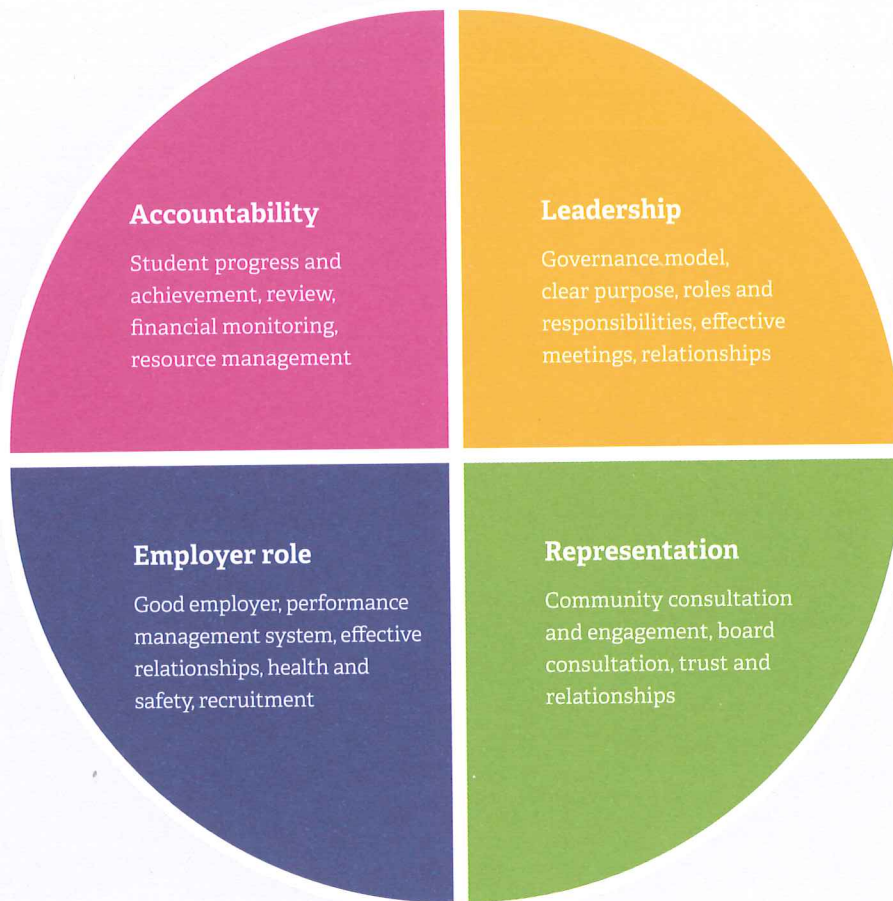 Accountability
Student progress and
achievement, review,
financial monitoring,
resource management
Leadership
Governance model,
clear purpose, roles and
responsibilities, effective
meetings, relationships
Employer role
Good employer, performance
management system, effective
relationships, health and
safety, recruitment
Representation
Community consultation
and engagement, board
consultation, trust and
relationships